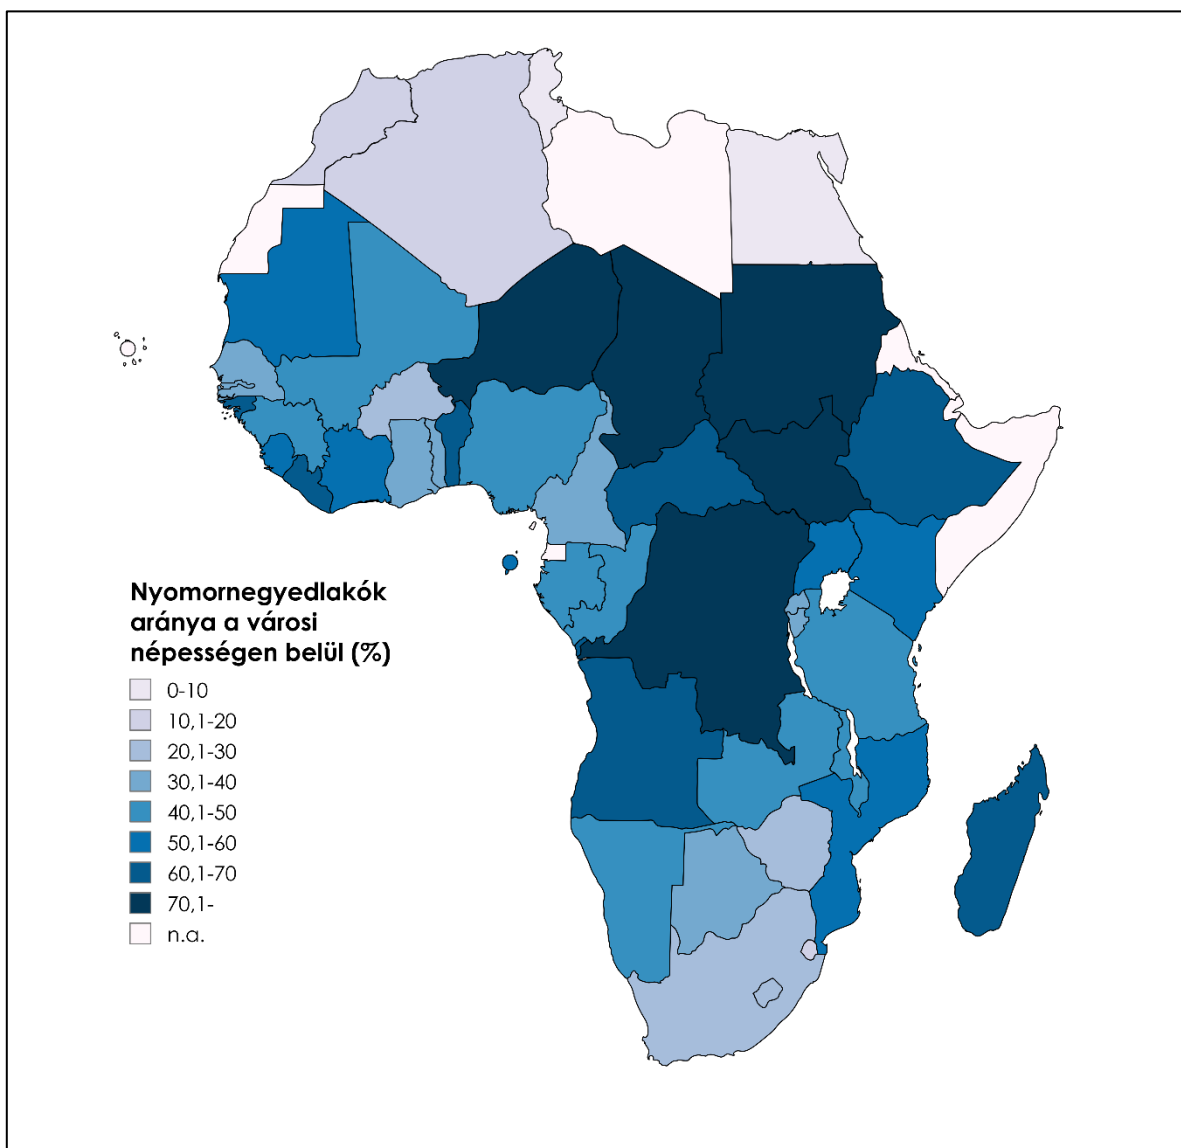 Nyomornegyedlakók
aránya a városi
népességen belül (%)
0-10
10,1-20
20,1-30
30,1-40
40,1-50
50,1-60
60,1-70
70,1-
n.a.